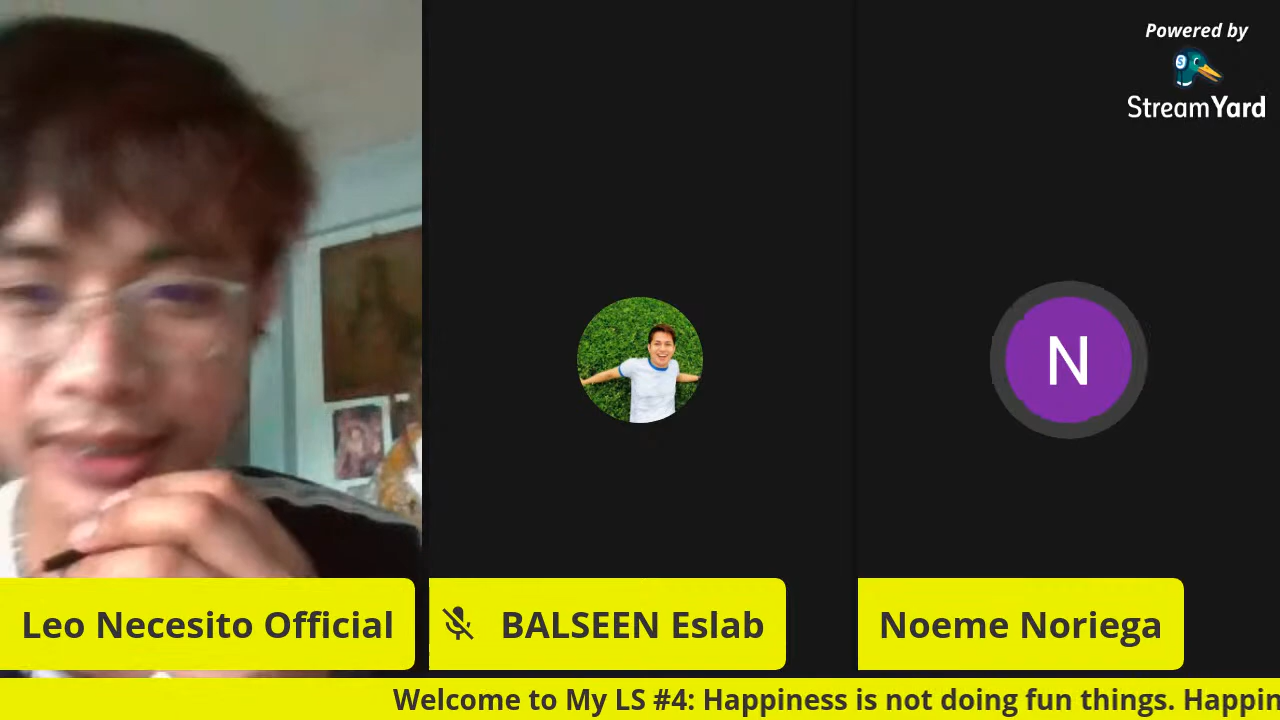 Powered by
S
StreamYard
N
Leo Necesito Official
BALSEEN Eslab
Noeme Noriega
Welcome to My LS #4: Happiness is not doing fun things. Happin